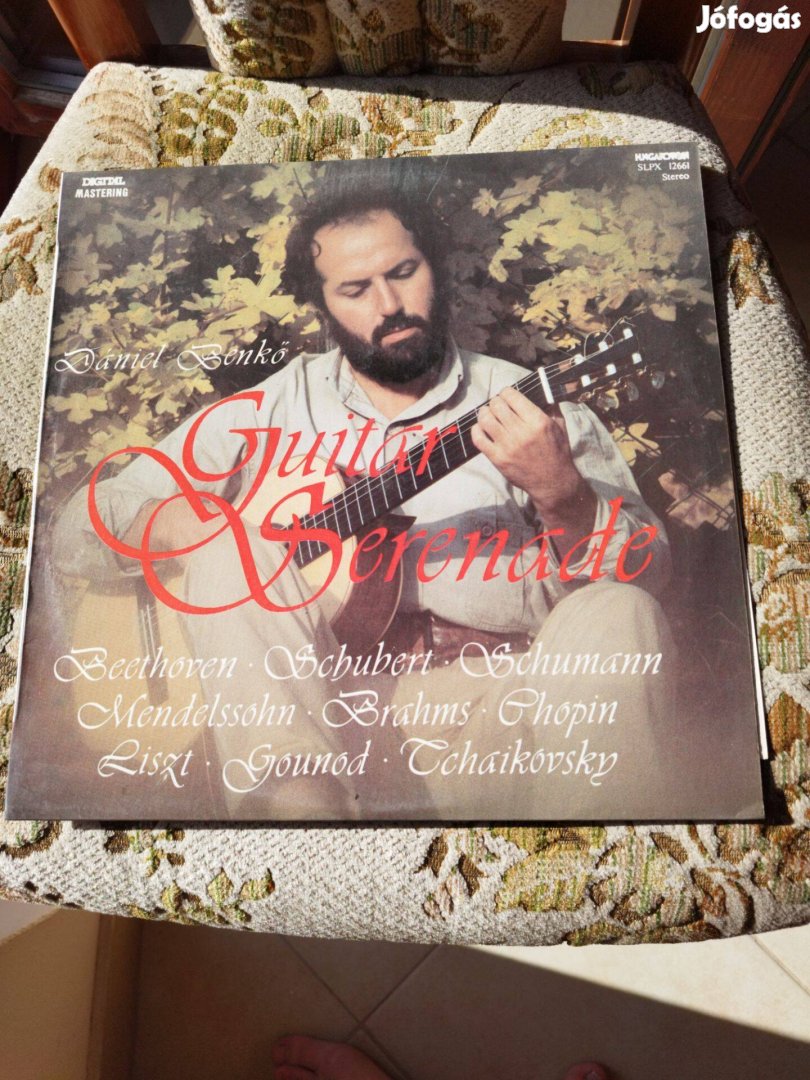 Jófogás
DIGITAL
MASTERING
HUNGAROTON
SLPX 12661
Stereo
Dániel Benkő
Guitár
Serenade
Beethoven · Schubert · Schumann
Mendelssohn · Brahms · Chopin
Liszt · Gounod · Tchaikovsky